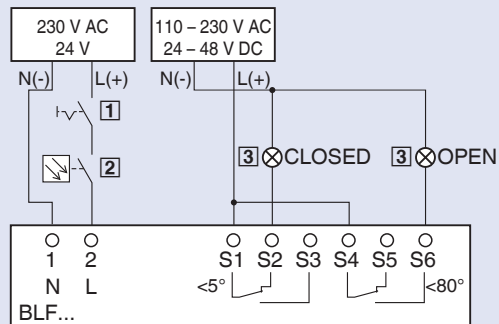 230 V AC
24 V
110 – 230 V AC
24 – 48 V DC
N(-) L(+)
N(-) L(+)
1
2
3 CLOSED
3 OPEN
1 2 S1 S2 S3 S4 S5 S6
N L
<5° <80°
BLF...